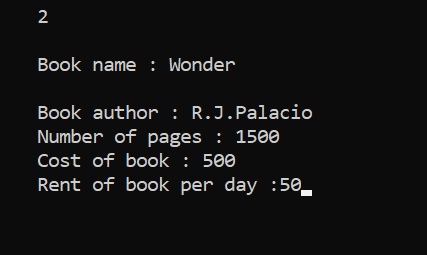 2
Book name : Wonder
Book author : R.J.Palacio
Number of pages : 1500
Cost of book : 500
Rent of book per day :50